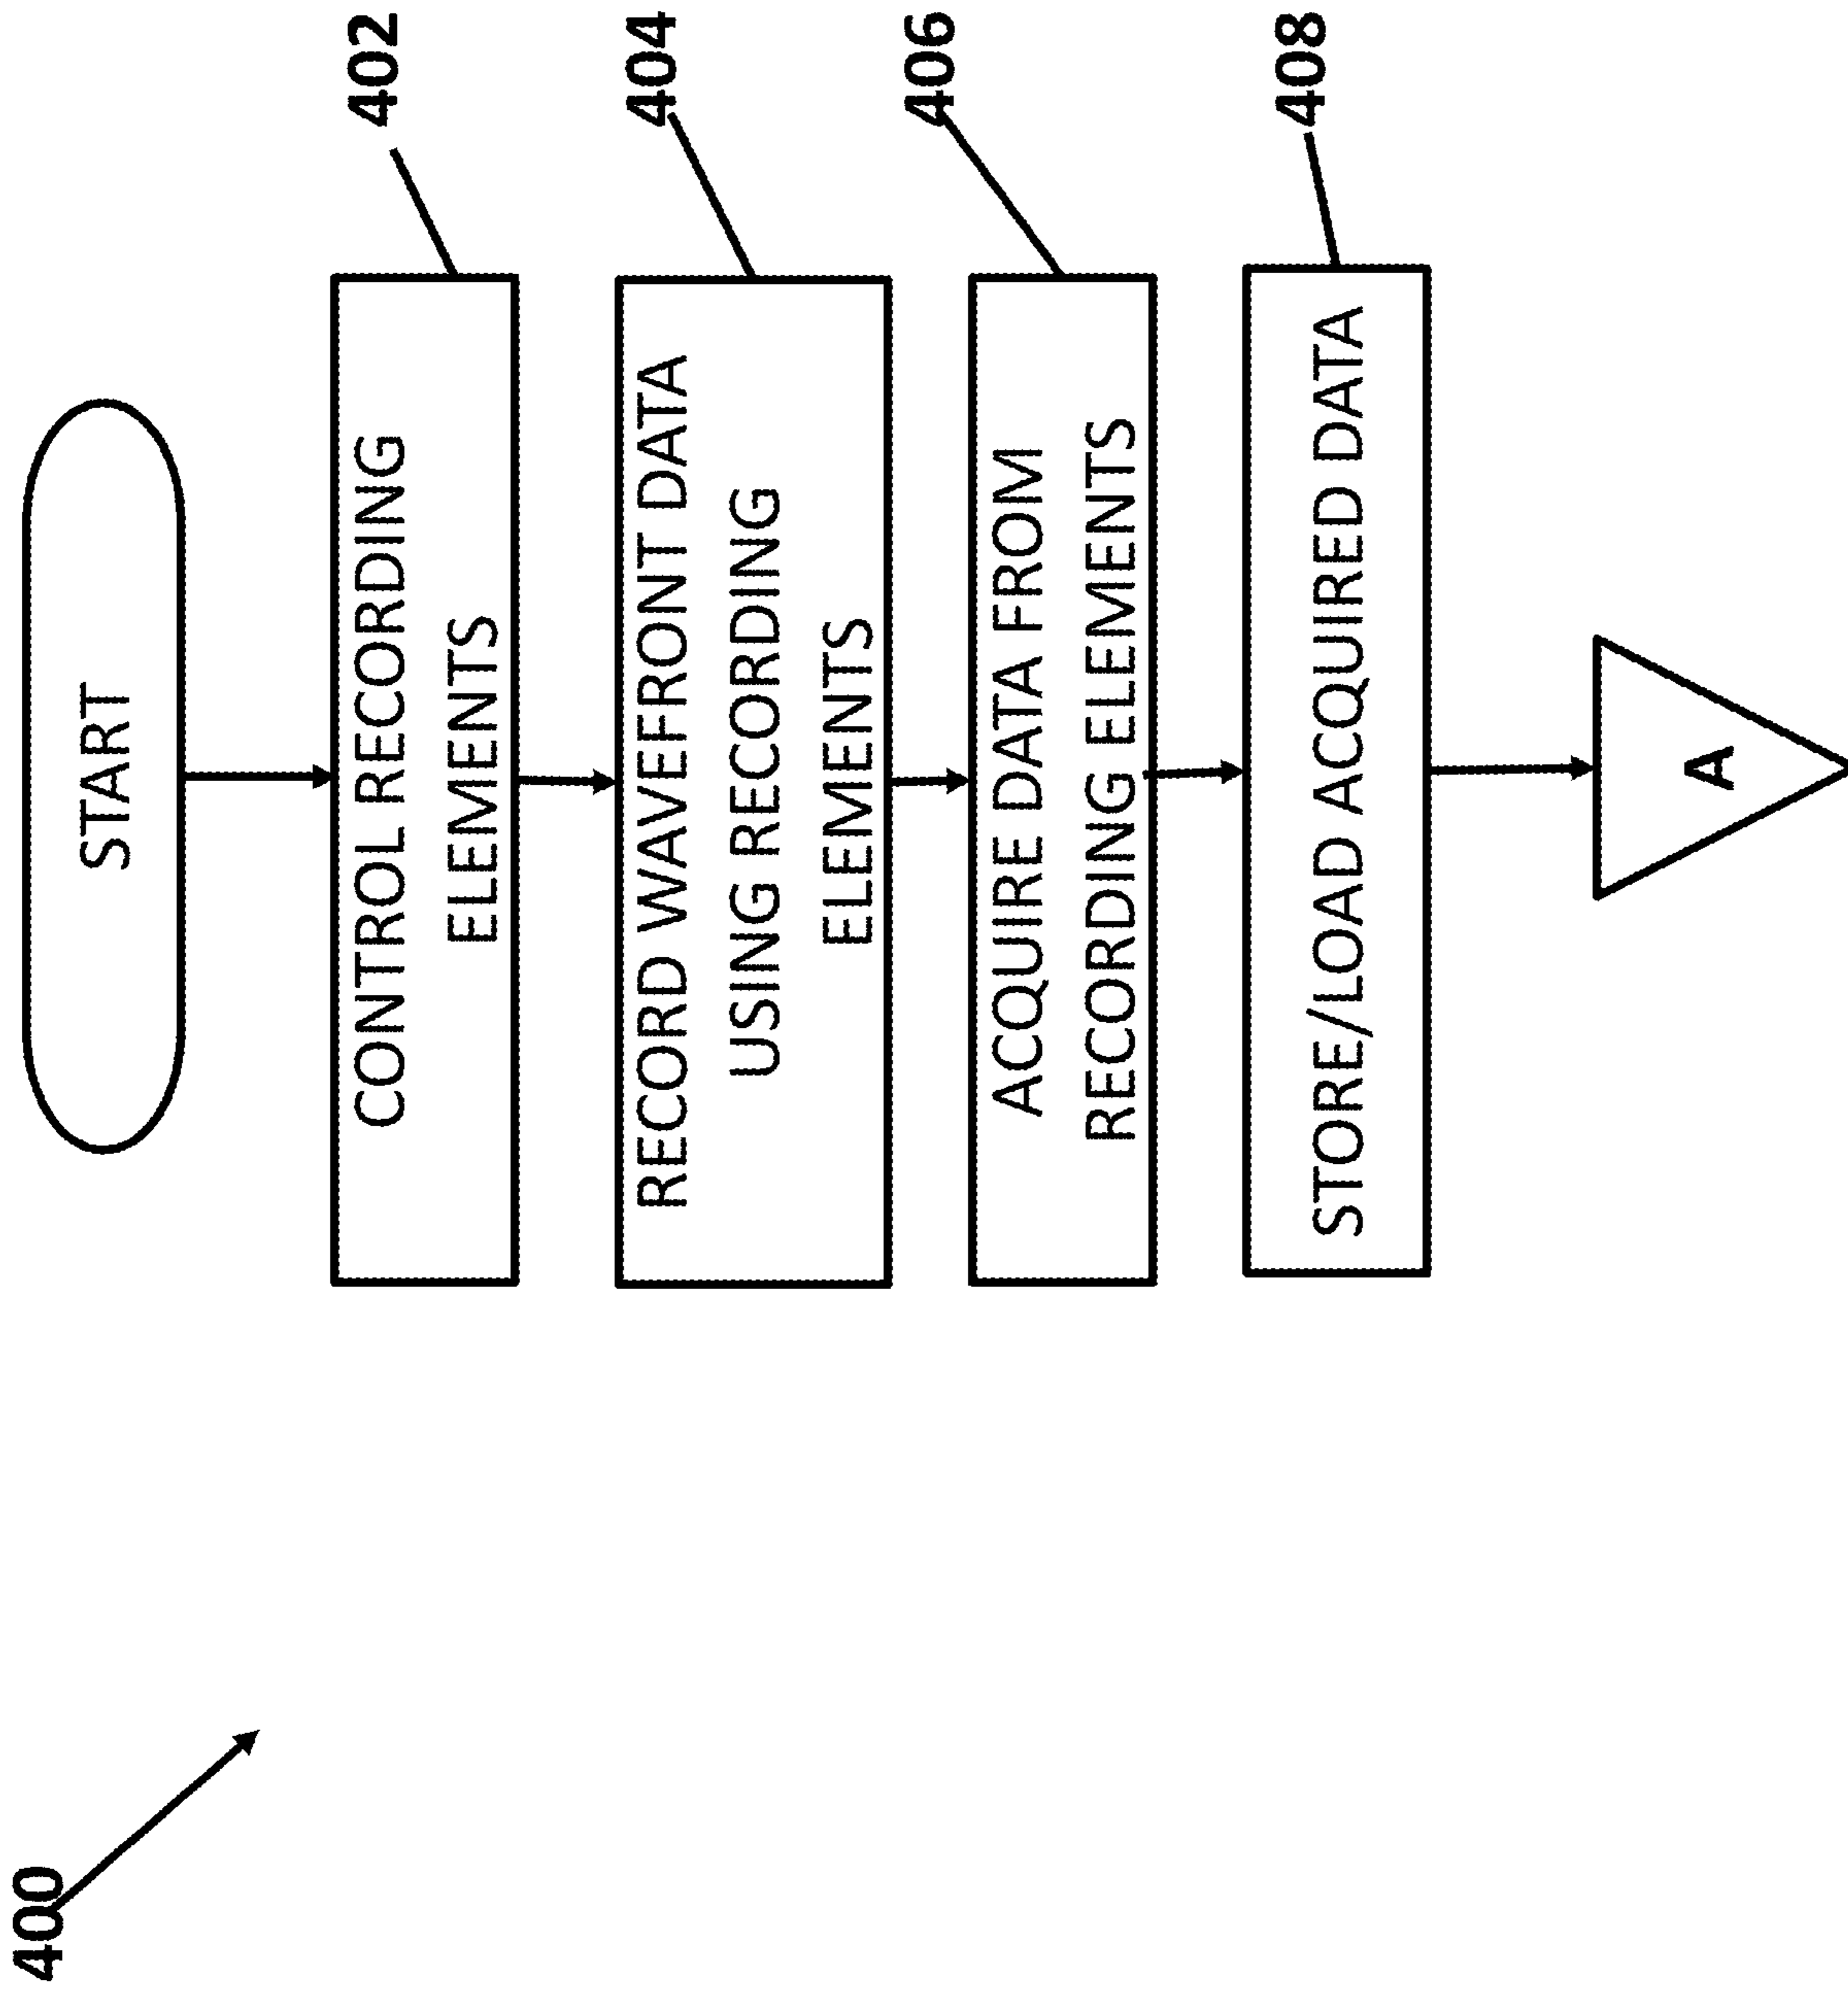 400
START
CONTROL RECORDING
ELEMENTS
402
RECORD WAVEFRONT DATA
USING RECORDING
ELEMENTS
404
ACQUIRE DATA FROM
RECORDING ELEMENTS
406
STORE/LOAD ACQUIRED DATA
408
A